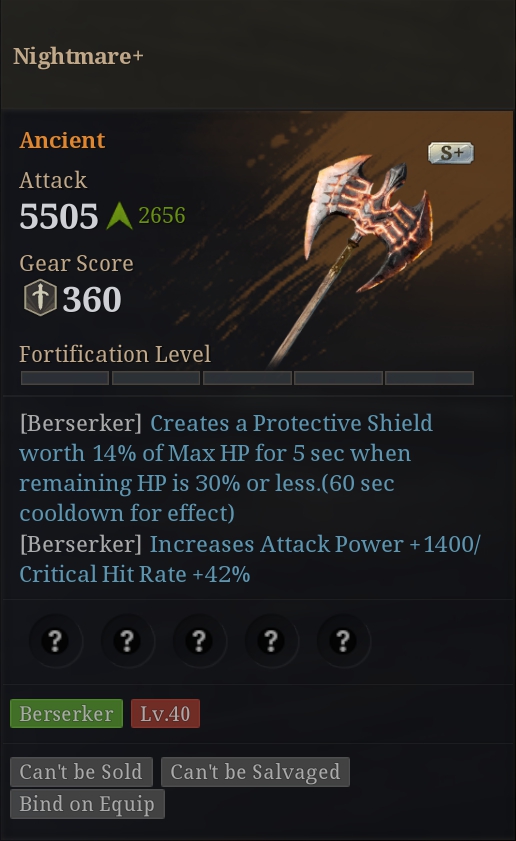 Nightmare+
Ancient
S+
Attack
5505 2656
Gear Score
360
Fortification Level
[Berserker] Creates a Protective Shield
worth 14% of Max HP for 5 sec when
remaining HP is 30% or less.(60 sec
cooldown for effect)
[Berserker] Increases Attack Power +1400/
Critical Hit Rate +42%
? ? ? ? ?
Berserker Lv.40
Can't be Sold Can't be Salvaged
Bind on Equip